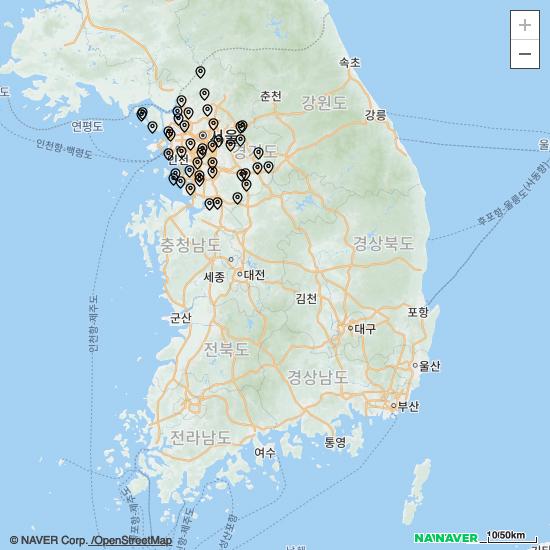 속초
춘천
강원도
강릉
연평도
서울
경기도
인천
인천항-백령도
울
후포항-울릉도(사동항)
충청남도
경상북도
세종
대전
김천
인천항-제주도
군산
포항
대구
전북도
경상남도
울산
부산
전라남도
여수
통영
© NAVER Corp. /OpenStreetMap
NAVER
10/50km